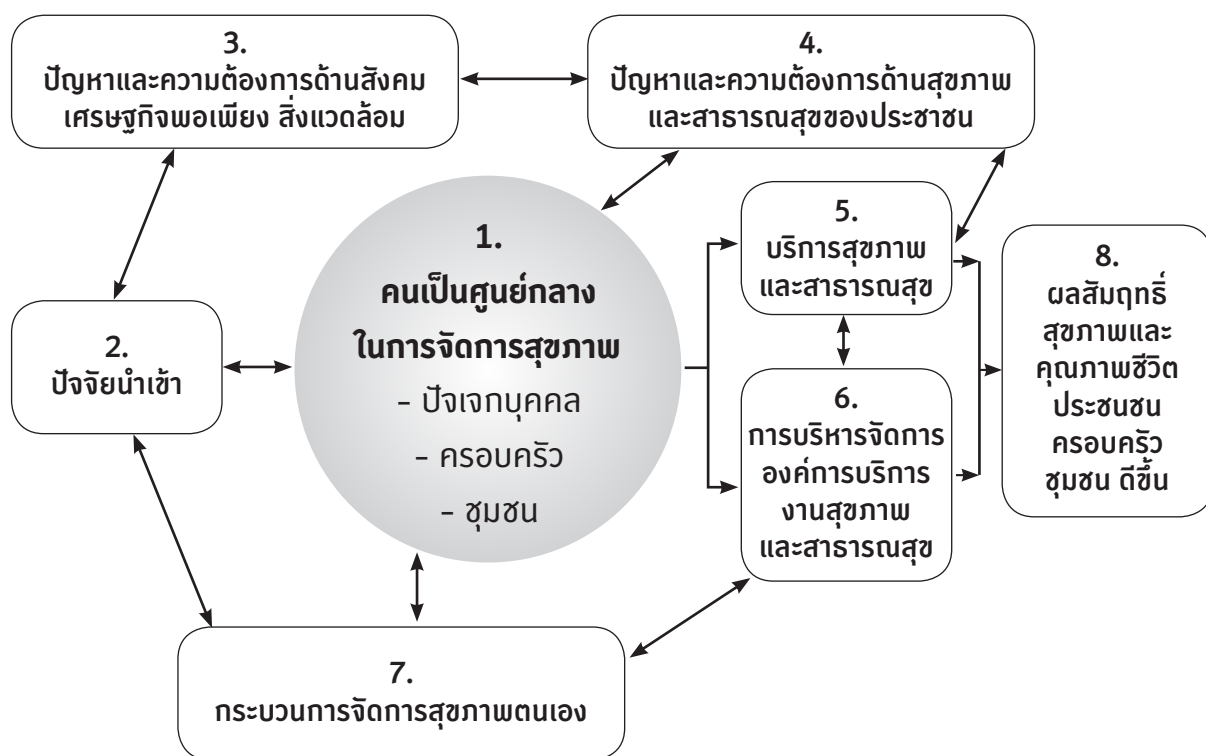 3.
ปัญหาและความต้องการด้านสังคม
เศรษฐกิจพอเพียง สิ่งแวดล้อม
4.
ปัญหาและความต้องการด้านสุขภาพ
และสาธารณสุขของประชาชน
1.
คนเป็นศูนย์กลาง
ในการจัดการสุขภาพ
- ปัจเจกบุคคล
- ครอบครัว
- ชุมชน
2.
ปัจจัยนำเข้า
5.
บริการสุขภาพ
และสาธารณสุข
6.
การบริหารจัดการ
องค์การบริการ
งานสุขภาพ
และสาธารณสุข
8.
ผลสัมฤทธิ์
สุขภาพและ
คุณภาพชีวิต
ประชนชน
ครอบครัว
ชุมชน ดีขึ้น
7.
กระบวนการจัดการสุขภาพตนเอง